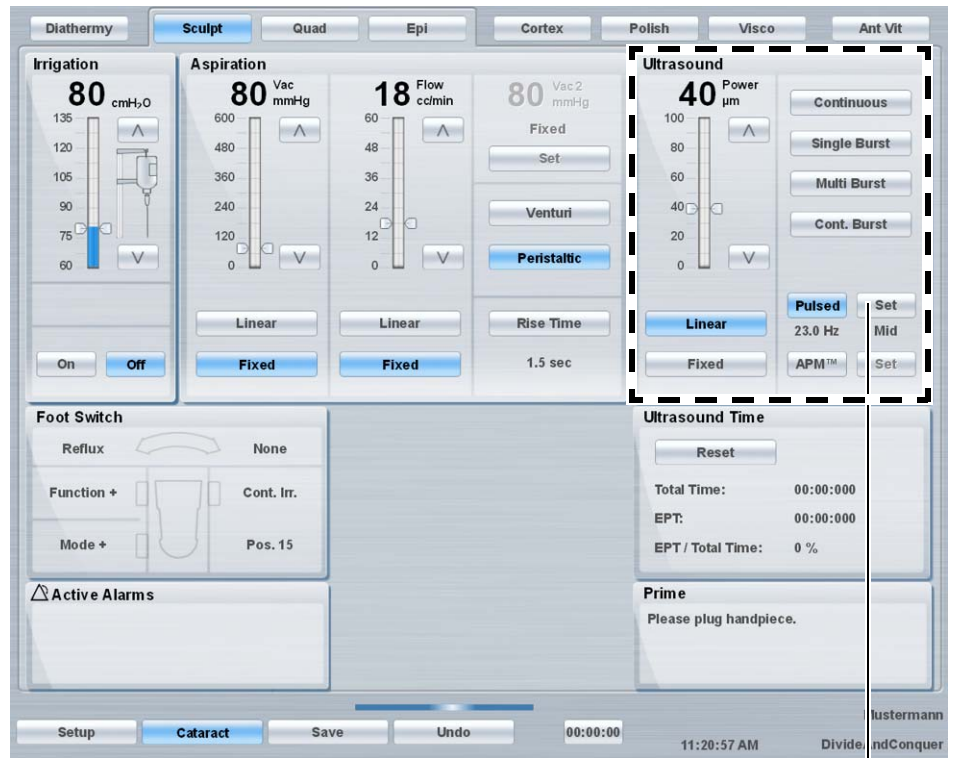 Diathermy Sculpt Quad Epi Cortex Polish Visco Ant Vit
Irrigation
80 cmH₂O
135
120
105
90
75
60
On Off
Aspiration
80 Vac mmHg
600
480
360
240
120
0
Linear
Fixed
18 Flow cc/min
60
48
36
24
12
0
Linear
Fixed
80 Vac2 mmHg
Fixed
Set
Venturi
Peristaltic
Rise Time
1.5 sec
Ultrasound
40 Power µm
100
80
60
40
20
0
Linear
Fixed
Continuous
Single Burst
Multi Burst
Cont. Burst
Pulsed Set
23.0 Hz Mid
APM™ Set
Foot Switch
Reflux None
Function + Cont. Irr.
Mode + Pos. 15
Ultrasound Time
Reset
Total Time: 00:00:000
EPT: 00:00:000
EPT / Total Time: 0 %
Active Alarms
Prime
Please plug handpiece.
Setup Cataract Save Undo 00:00:00
11:20:57 AM
DivideAndConquer